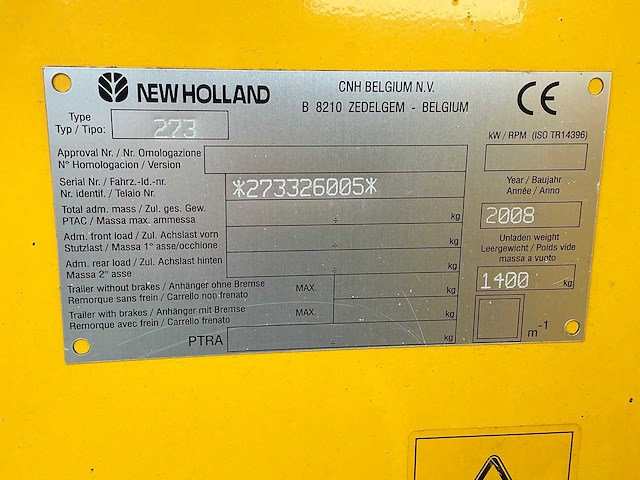 NEW HOLLAND
CNH BELGIUM N.V.
B 8210 ZEDELGEM - BELGIUM
CE
Type
Typ / Tipo:
273
kW / RPM (ISO TR14396)
Approval Nr. / Nr. Omologazione
N° Homologacion / Version
Serial Nr. / Fahrz.-Id.-nr.
Nr. identif. / Telaio Nr.
*273326005*
Year / Baujahr
Année / Anno
2008
Total adm. mass / Zul. ges. Gew.
PTAC / Massa max. ammessa
÷ kg
Adm. front load / Zul. Achslast vorn
Stutzlast / Massa 1° asse/occhione
÷ kg
Unladen weight
Leergewicht / Poids vide
massa a vuoto
1400 kg
Adm. rear load / Zul. Achslast hinten
Massa 2° asse
÷ kg
Trailer without brakes / Anhänger ohne Bremse
Remorque sans frein / Carrello non frenato
MAX. kg
Trailer with brakes / Anhänger mit Bremse
Remorque avec frein / Carrello frenato
MAX. kg
m-1
PTRA
÷ kg